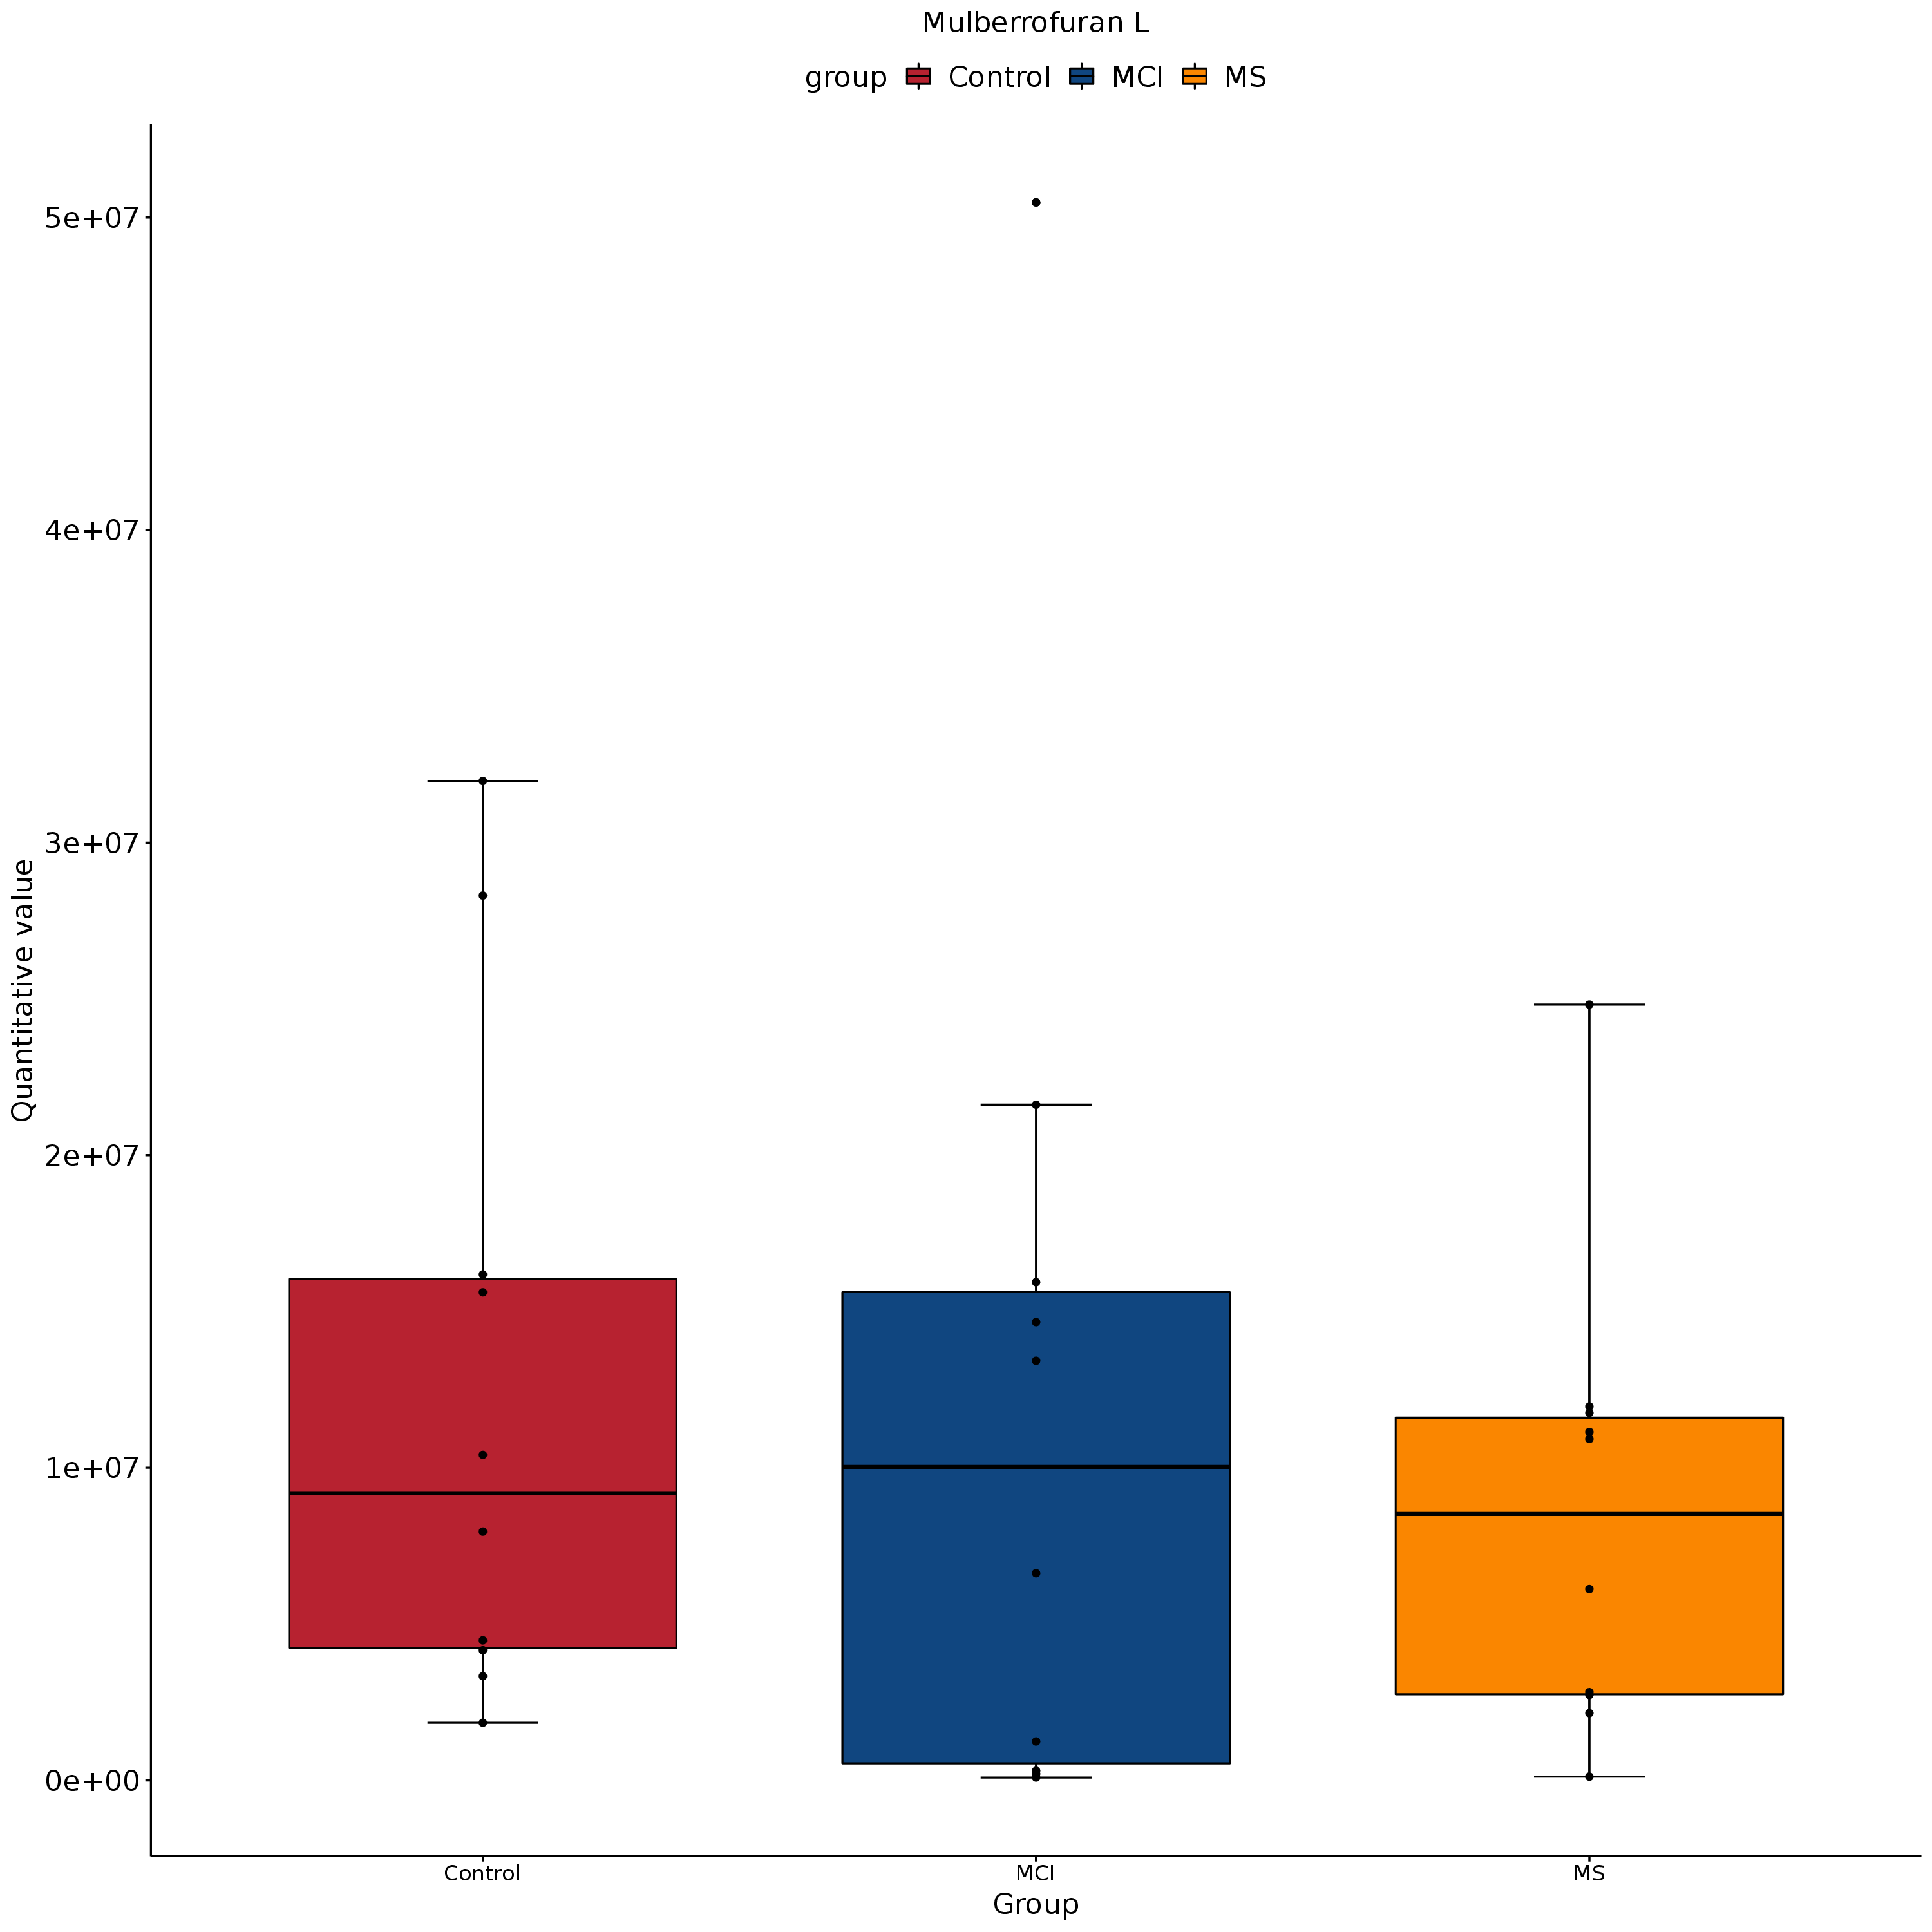 Mulberrofuran L
group Control MCI MS
5e+07
4e+07
3e+07
2e+07
1e+07
0e+00
Quantitative value
Control MCI MS
Group